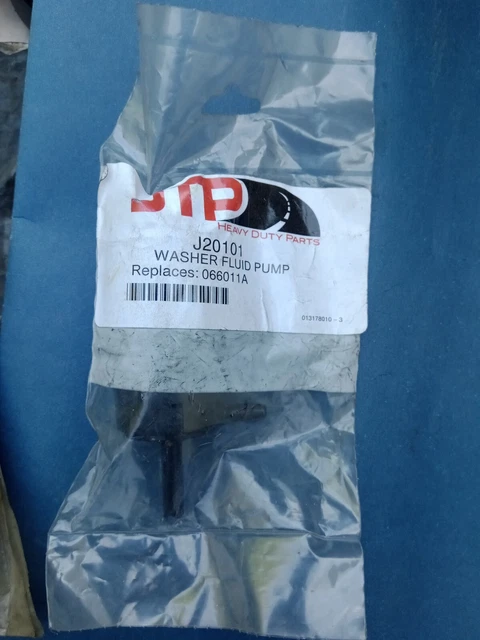 HEAVY DUTY PARTS
J20101
WASHER FLUID PUMP
Replaces: 066011A
013178010 - 3